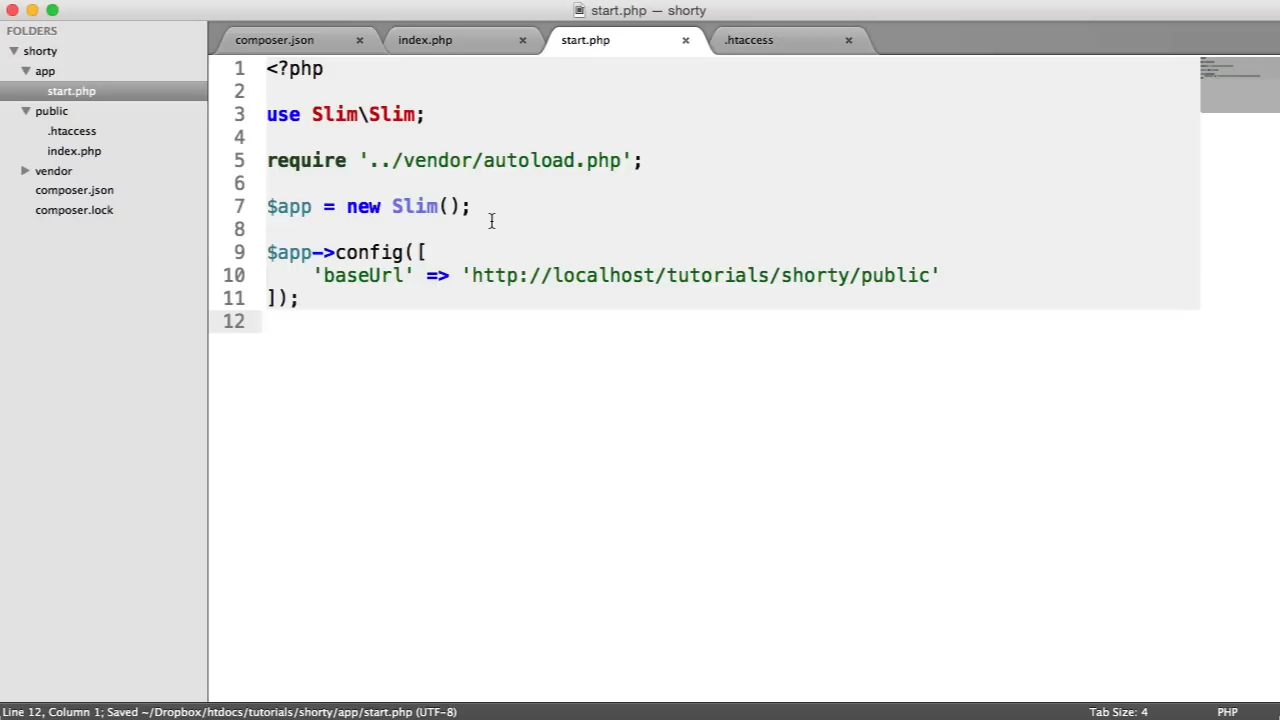 start.php — shorty
FOLDERS
shorty
app
start.php
public
.htaccess
index.php
vendor
composer.json
composer.lock
composer.json × index.php × start.php × .htaccess ×
1 <?php
2
3 use Slim\Slim;
4
5 require '../vendor/autoload.php';
6
7 $app = new Slim();
8
9 $app->config([
10     'baseUrl' => 'http://localhost/tutorials/shorty/public'
11 ]);
12
Line 12, Column 1; Saved ~/Dropbox/htdocs/tutorials/shorty/app/start.php (UTF-8) Tab Size: 4 PHP